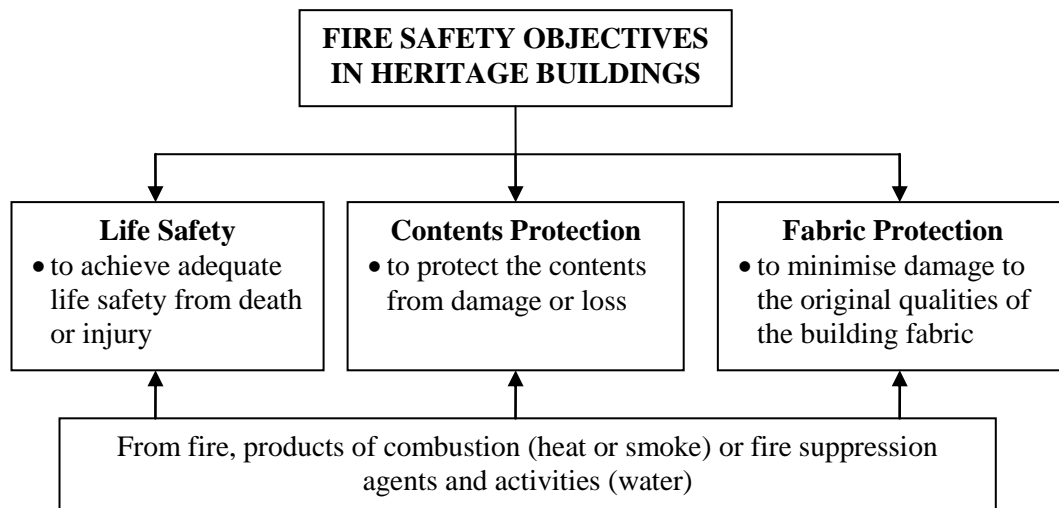 FIRE SAFETY OBJECTIVES
IN HERITAGE BUILDINGS
Life Safety
• to achieve adequate
life safety from death
or injury
Contents Protection
• to protect the contents
from damage or loss
Fabric Protection
• to minimise damage to
the original qualities of
the building fabric
From fire, products of combustion (heat or smoke) or fire suppression
agents and activities (water)